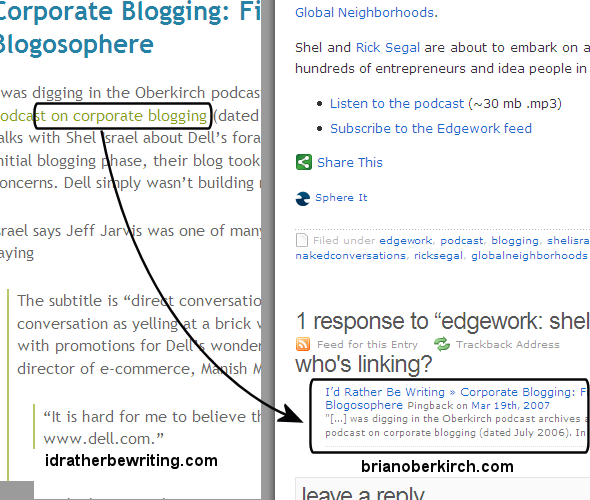 Corporate Blogging: Fi
Blogosphere
was digging in the Oberkirch podcas
podcast on corporate blogging (dated
alks with Shel Israel about Dell’s fora
nitial blogging phase, their blog took
oncerns. Dell simply wasn’t building
srael says Jeff Jarvis was one of many
aying
The subtitle is “direct conversatio
conversation as yelling at a brick w
with promotions for Dell’s wonder
director of e-commerce, Manish M
“It is hard for me to believe th
www.dell.com.”
idratherbewriting.com
Global Neighborhoods.
Shel and Rick Segal are about to embark on a
hundreds of entrepreneurs and idea people in
• Listen to the podcast (~30 mb .mp3)
• Subscribe to the Edgework feed
Share This
Sphere It
Filed under edgework, podcast, blogging, shelisra
nakedconversations, ricksegal, globalneighborhoods
1 response to “edgework: shel
Feed for this Entry Trackback Address
who's linking?
I’d Rather Be Writing » Corporate Blogging: F
Blogosphere Pingback on Mar 19th, 2007
"[...] was digging in the Oberkirch podcast archives a
podcast on corporate blogging (dated July 2006). In
brianoberkirch.com
leave a reply